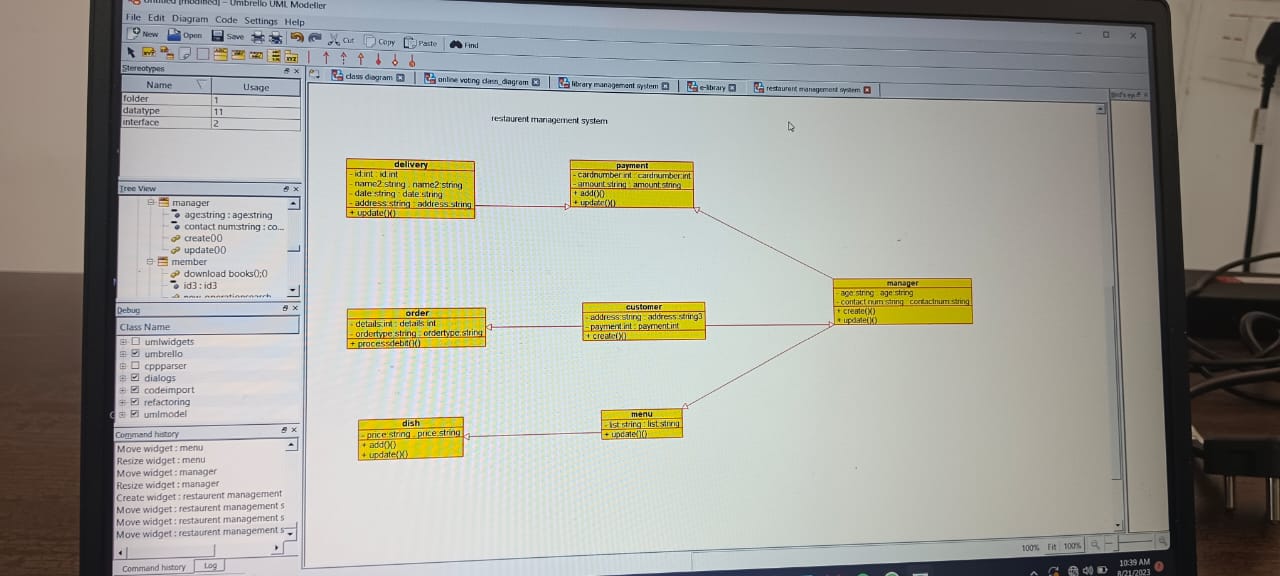 Untitled [modified] - Umbrello UML Modeller
File Edit Diagram Code Settings Help
New Open Save Cut Copy Paste Find
Stereotypes
class diagram online voting class_diagram library management system e-library restaurent management system
Name Usage
folder 1
datatype 11
interface 2
Tree View
manager
age:string : age:string
contact num:string : co...
create()()
update()()
member
download books();()
id3 : id3
Debug
Class Name
umlwidgets
umbrello
cppparser
dialogs
codeimport
refactoring
umlmodel
Command history
Move widget : menu
Resize widget : menu
Move widget : manager
Resize widget : manager
Create widget : restaurent management
Move widget : restaurent management s
Move widget : restaurent management s
Move widget : restaurent management s
Command history Log
restaurent management system
delivery
- id:int : id:int
- name2:string : name2:string
- date:string : date:string
- address:string : address:string
+ update()()
payment
- cardnumber:int : cardnumber:int
- amount:string : amount:string
+ add()()
+ update()()
manager
- age:string : age:string
- contact num:string : contactnum:string
+ create()()
+ update()()
order
- details:int : details:int
- ordertype:string : ordertype:string
+ processdebit()()
customer
- address:string : address:string3
- payment:int : payment:int
+ create()()
dish
- price:string : price:string
+ add()()
+ update()()
menu
- list:string : list:string
+ update()()
100% Fit 100%
10:39 AM
8/21/2023